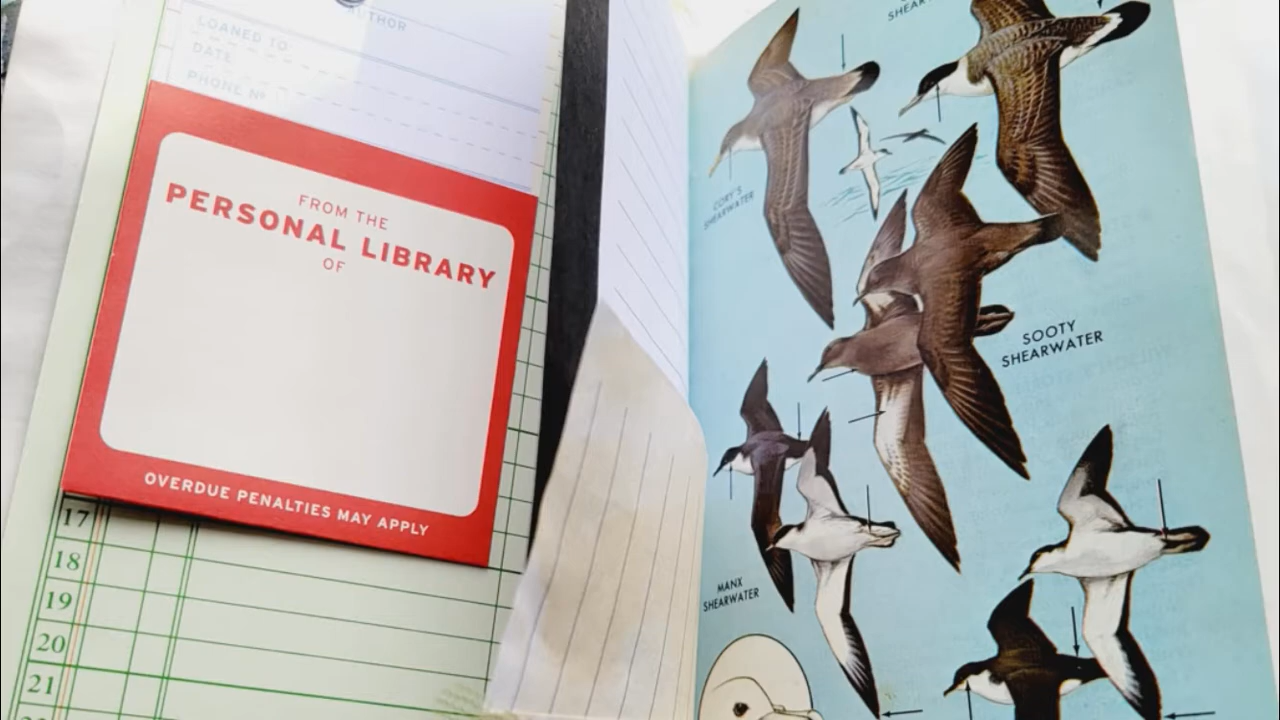 AUTHOR
LOANED TO
DATE
PHONE Nº
FROM THE
PERSONAL LIBRARY
OF
OVERDUE PENALTIES MAY APPLY
17
18
19
20
21
SHEARWATER
CORY'S
SHEARWATER
SOOTY
SHEARWATER
MANX
SHEARWATER